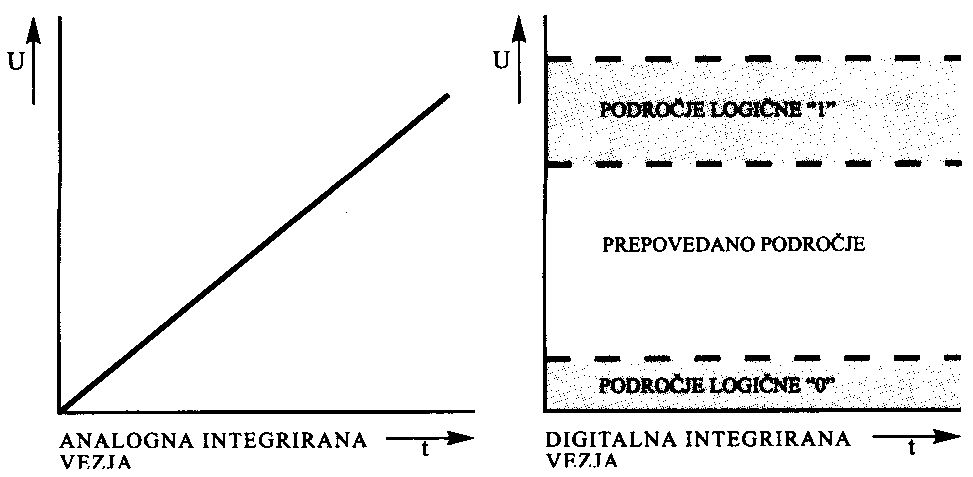 U
ANALOGNA INTEGRIRANA
VEZJA
t
U
PODROČJE LOGIČNE "1"
PREPOVEDANO PODROČJE
PODROČJE LOGIČNE "0"
DIGITALNA INTEGRIRANA
VEZJA
t